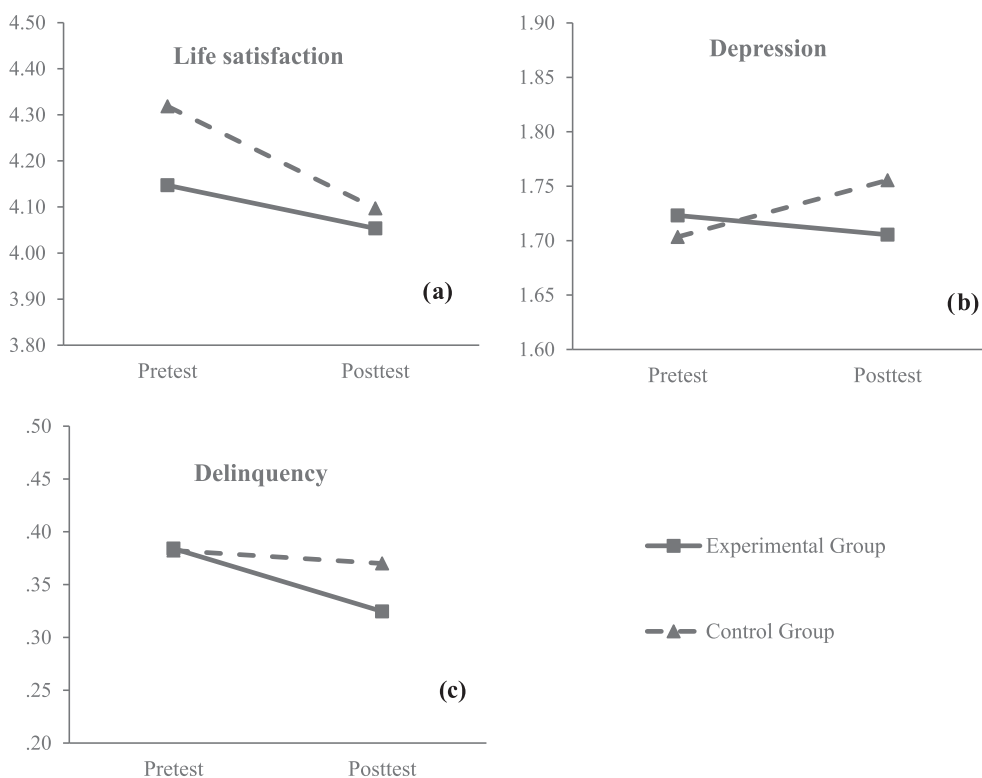 Life satisfaction
4.50
4.40
4.30
4.20
4.10
4.00
3.90
3.80
(a)
Pretest Posttest
Depression
1.90
1.85
1.80
1.75
1.70
1.65
1.60
(b)
Pretest Posttest
Delinquency
.50
.45
.40
.35
.30
.25
.20
(c)
Pretest Posttest
Experimental Group
Control Group